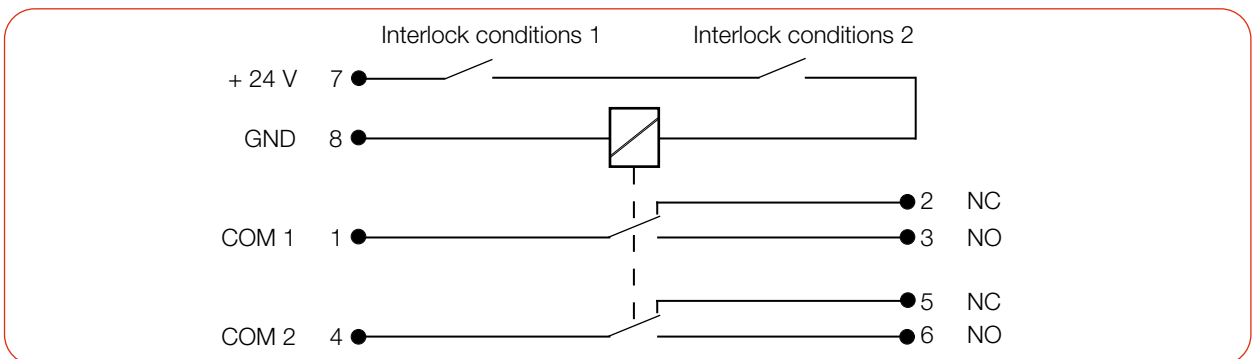 Interlock conditions 1 Interlock conditions 2
+ 24 V 7
GND 8
2 NC
COM 1 1 3 NO
5 NC
COM 2 4 6 NO